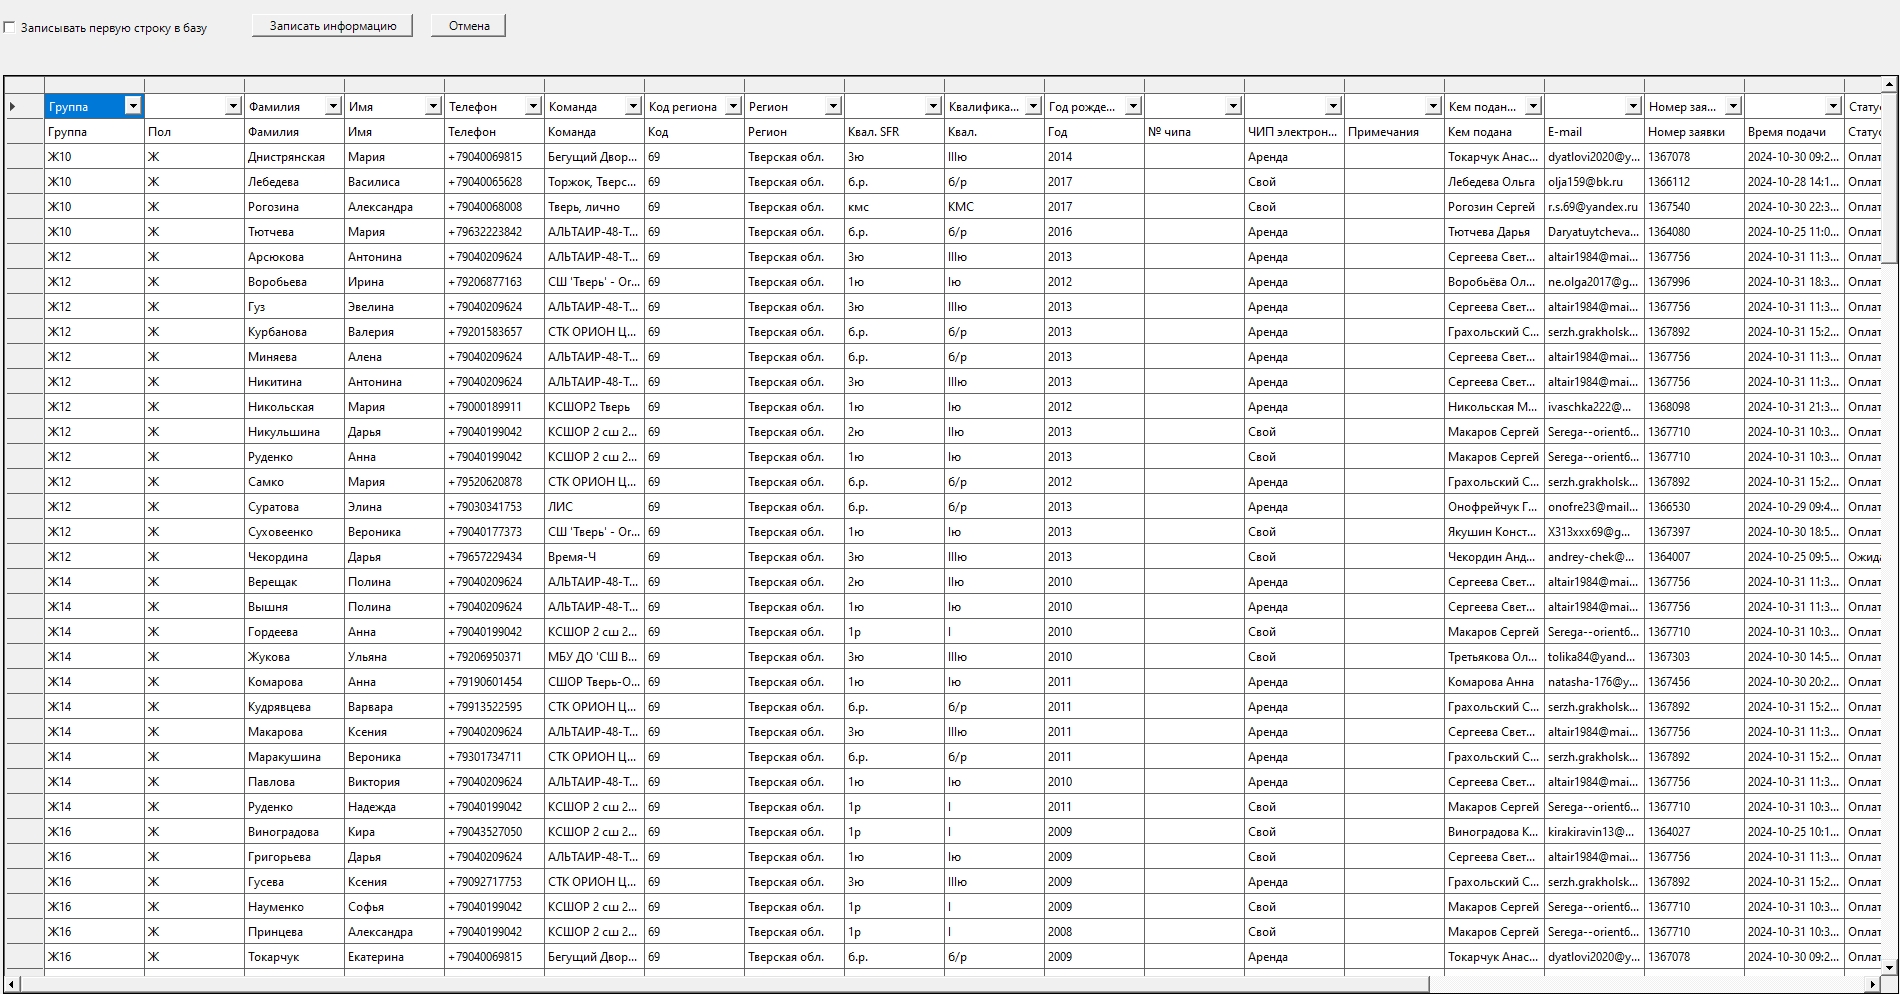 Записывать первую строку в базу Записать информацию Отмена
Группа Фамилия Имя Телефон Команда Код региона Регион Квалифика... Год рожде... Кем подан... Номер зая... Стату
Группа Пол Фамилия Имя Телефон Команда Код Регион Квал. SFR Квал. Год № чипа ЧИП электрон... Примечания Кем подана E-mail Номер заявки Время подачи Стату
Ж10 Ж Днистрянская Мария +79040069815 Бегущий Двор... 69 Тверская обл. 3ю IIIю 2014 Аренда Токарчук Анас... dyatlovi2020@y... 1367078 2024-10-30 09:2... Оплат
Ж10 Ж Лебедева Василиса +79040065628 Торжок, Тверс... 69 Тверская обл. б.р. б/р 2017 Свой Лебедева Ольга olja159@bk.ru 1366112 2024-10-28 14:1... Оплат
Ж10 Ж Рогозина Александра +79040068008 Тверь, лично 69 Тверская обл. кмс КМС 2017 Свой Рогозин Сергей r.s.69@yandex.ru 1367540 2024-10-30 22:3... Оплат
Ж10 Ж Тютчева Мария +79632223842 АЛЬТАИР-48-Т... 69 Тверская обл. б.р. б/р 2016 Аренда Тютчева Дарья Daryatuytcheva... 1364080 2024-10-25 11:0... Оплат
Ж12 Ж Арсюкова Антонина +79040209624 АЛЬТАИР-48-Т... 69 Тверская обл. 3ю IIIю 2013 Аренда Сергеева Свет... altair1984@mai... 1367756 2024-10-31 11:3... Оплат
Ж12 Ж Воробьева Ирина +79206877163 СШ 'Тверь' - Or... 69 Тверская обл. 1ю Iю 2012 Аренда Воробьёва Ол... ne.olga2017@g... 1367996 2024-10-31 18:3... Оплат
Ж12 Ж Гуз Эвелина +79040209624 АЛЬТАИР-48-Т... 69 Тверская обл. 3ю IIIю 2013 Аренда Сергеева Свет... altair1984@mai... 1367756 2024-10-31 11:3... Оплат
Ж12 Ж Курбанова Валерия +79201583657 СТК ОРИОН Ц... 69 Тверская обл. б.р. б/р 2013 Аренда Грахольский С... serzh.grakholsk... 1367892 2024-10-31 15:2... Оплат
Ж12 Ж Миняева Алена +79040209624 АЛЬТАИР-48-Т... 69 Тверская обл. б.р. б/р 2013 Аренда Сергеева Свет... altair1984@mai... 1367756 2024-10-31 11:3... Оплат
Ж12 Ж Никитина Антонина +79040209624 АЛЬТАИР-48-Т... 69 Тверская обл. 3ю IIIю 2013 Аренда Сергеева Свет... altair1984@mai... 1367756 2024-10-31 11:3... Оплат
Ж12 Ж Никольская Мария +79000189911 КСШОР2 Тверь 69 Тверская обл. 1ю Iю 2012 Аренда Никольская М... ivaschka222@... 1368098 2024-10-31 21:3... Оплат
Ж12 Ж Никульшина Дарья +79040199042 КСШОР 2 сш 2... 69 Тверская обл. 2ю IIю 2013 Свой Макаров Сергей Serega--orient6... 1367710 2024-10-31 10:3... Оплат
Ж12 Ж Руденко Анна +79040199042 КСШОР 2 сш 2... 69 Тверская обл. 1ю Iю 2013 Свой Макаров Сергей Serega--orient6... 1367710 2024-10-31 10:3... Оплат
Ж12 Ж Самко Мария +79520620878 СТК ОРИОН Ц... 69 Тверская обл. б.р. б/р 2012 Аренда Грахольский С... serzh.grakholsk... 1367892 2024-10-31 15:2... Оплат
Ж12 Ж Суратова Элина +79030341753 ЛИС 69 Тверская обл. б.р. б/р 2013 Аренда Онофрейчук Г... onofre23@mail... 1366530 2024-10-29 09:4... Оплат
Ж12 Ж Суховеенко Вероника +79040177373 СШ 'Тверь' - Or... 69 Тверская обл. 1ю Iю 2013 Свой Якушин Конст... X313xxx69@g... 1367397 2024-10-30 18:5... Оплат
Ж12 Ж Чекордина Дарья +79657229434 Время-Ч 69 Тверская обл. 3ю IIIю 2013 Свой Чекордин Анд... andrey-chek@... 1364007 2024-10-25 09:5... Ожида
Ж14 Ж Верещак Полина +79040209624 АЛЬТАИР-48-Т... 69 Тверская обл. 2ю IIю 2010 Аренда Сергеева Свет... altair1984@mai... 1367756 2024-10-31 11:3... Оплат
Ж14 Ж Вышня Полина +79040209624 АЛЬТАИР-48-Т... 69 Тверская обл. 1ю Iю 2010 Аренда Сергеева Свет... altair1984@mai... 1367756 2024-10-31 11:3... Оплат
Ж14 Ж Гордеева Анна +79040199042 КСШОР 2 сш 2... 69 Тверская обл. 1р I 2010 Свой Макаров Сергей Serega--orient6... 1367710 2024-10-31 10:3... Оплат
Ж14 Ж Жукова Ульяна +79206950371 МБУ ДО 'СШ В... 69 Тверская обл. 3ю IIIю 2010 Свой Третьякова Ол... tolika84@yand... 1367303 2024-10-30 14:5... Оплат
Ж14 Ж Комарова Анна +79190601454 СШОР Тверь-О... 69 Тверская обл. 1ю Iю 2011 Аренда Комарова Анна natasha-176@y... 1367456 2024-10-30 20:2... Оплат
Ж14 Ж Кудрявцева Варвара +79913522595 СТК ОРИОН Ц... 69 Тверская обл. б.р. б/р 2011 Аренда Грахольский С... serzh.grakholsk... 1367892 2024-10-31 15:2... Оплат
Ж14 Ж Макарова Ксения +79040209624 АЛЬТАИР-48-Т... 69 Тверская обл. 3ю IIIю 2011 Аренда Сергеева Свет... altair1984@mai... 1367756 2024-10-31 11:3... Оплат
Ж14 Ж Маракушина Вероника +79301734711 СТК ОРИОН Ц... 69 Тверская обл. б.р. б/р 2011 Аренда Грахольский С... serzh.grakholsk... 1367892 2024-10-31 15:2... Оплат
Ж14 Ж Павлова Виктория +79040209624 АЛЬТАИР-48-Т... 69 Тверская обл. 1ю Iю 2010 Аренда Сергеева Свет... altair1984@mai... 1367756 2024-10-31 11:3... Оплат
Ж14 Ж Руденко Надежда +79040199042 КСШОР 2 сш 2... 69 Тверская обл. 1р I 2011 Свой Макаров Сергей Serega--orient6... 1367710 2024-10-31 10:3... Оплат
Ж16 Ж Виноградова Кира +79043527050 КСШОР 2 сш 2... 69 Тверская обл. 1р I 2009 Свой Виноградова К... kirakiravin13@... 1364027 2024-10-25 10:1... Оплат
Ж16 Ж Григорьева Дарья +79040209624 АЛЬТАИР-48-Т... 69 Тверская обл. 1ю Iю 2009 Свой Сергеева Свет... altair1984@mai... 1367756 2024-10-31 11:3... Оплат
Ж16 Ж Гусева Ксения +79092717753 СТК ОРИОН Ц... 69 Тверская обл. 3ю IIIю 2009 Аренда Грахольский С... serzh.grakholsk... 1367892 2024-10-31 15:2... Оплат
Ж16 Ж Науменко Софья +79040199042 КСШОР 2 сш 2... 69 Тверская обл. 1р I 2009 Свой Макаров Сергей Serega--orient6... 1367710 2024-10-31 10:3... Оплат
Ж16 Ж Принцева Александра +79040199042 КСШОР 2 сш 2... 69 Тверская обл. 1р I 2008 Свой Макаров Сергей Serega--orient6... 1367710 2024-10-31 10:3... Оплат
Ж16 Ж Токарчук Екатерина +79040069815 Бегущий Двор... 69 Тверская обл. б.р. б/р 2009 Аренда Токарчук Анас... dyatlovi2020@y... 1367078 2024-10-30 09:2... Оплат